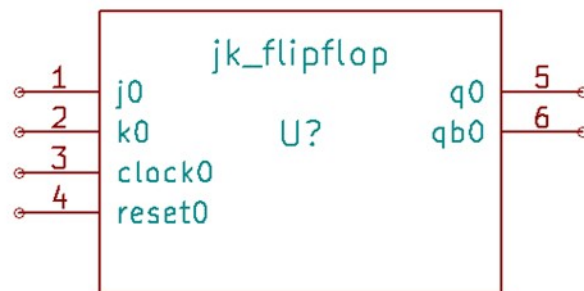 jk_flipflop
U?
1 j0
2 k0
3 clock0
4 reset0
q0 5
qb0 6